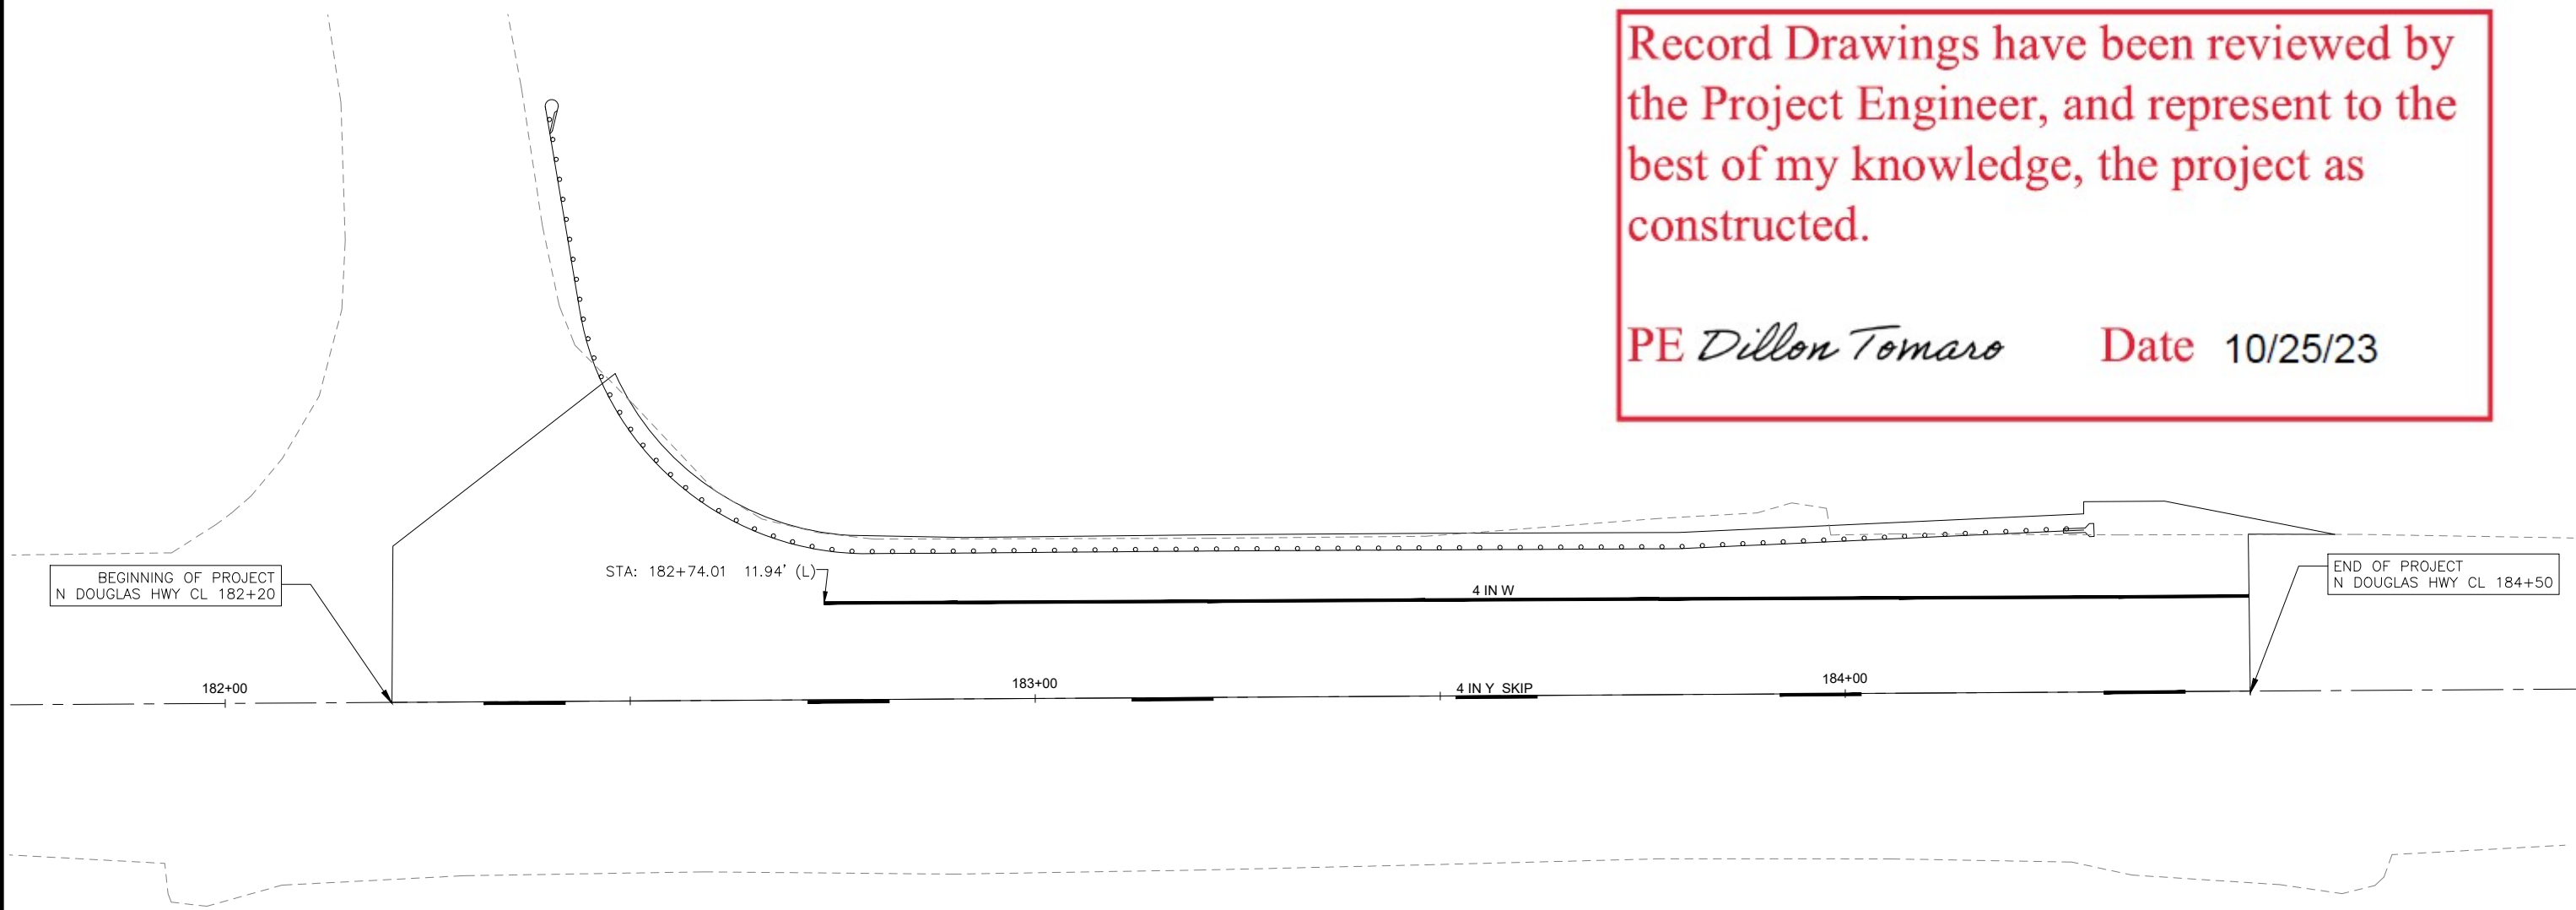 Record Drawings have been reviewed by
the Project Engineer, and represent to the
best of my knowledge, the project as
constructed.
PE Dillon Tomaro Date 10/25/23
BEGINNING OF PROJECT
N DOUGLAS HWY CL 182+20
STA: 182+74.01 11.94' (L)
4 IN W
END OF PROJECT
N DOUGLAS HWY CL 184+50
182+00
183+00
4 IN Y SKIP
184+00